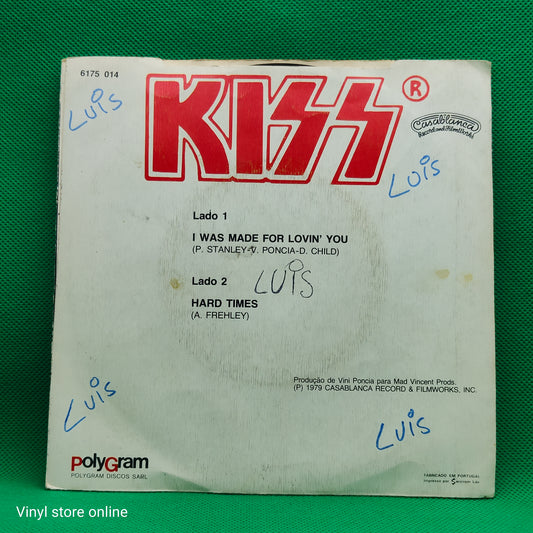 6175 014
LUIS
KISS®
Casablanca
Record and FilmWorks
LUIS
Lado 1
I WAS MADE FOR LOVIN' YOU
(P. STANLEY-V. PONCIA-D. CHILD)
Lado 2
LUIS
HARD TIMES
(A. FREHLEY)
Produção de Vini Poncia para Mad Vincent Prods.
(P) 1979 CASABLANCA RECORD & FILMWORKS, INC.
LUIS
LUIS
PolyGram
POLYGRAM DISCOS SARL
FABRICADO EM PORTUGAL
Impresso por
Vinyl store online